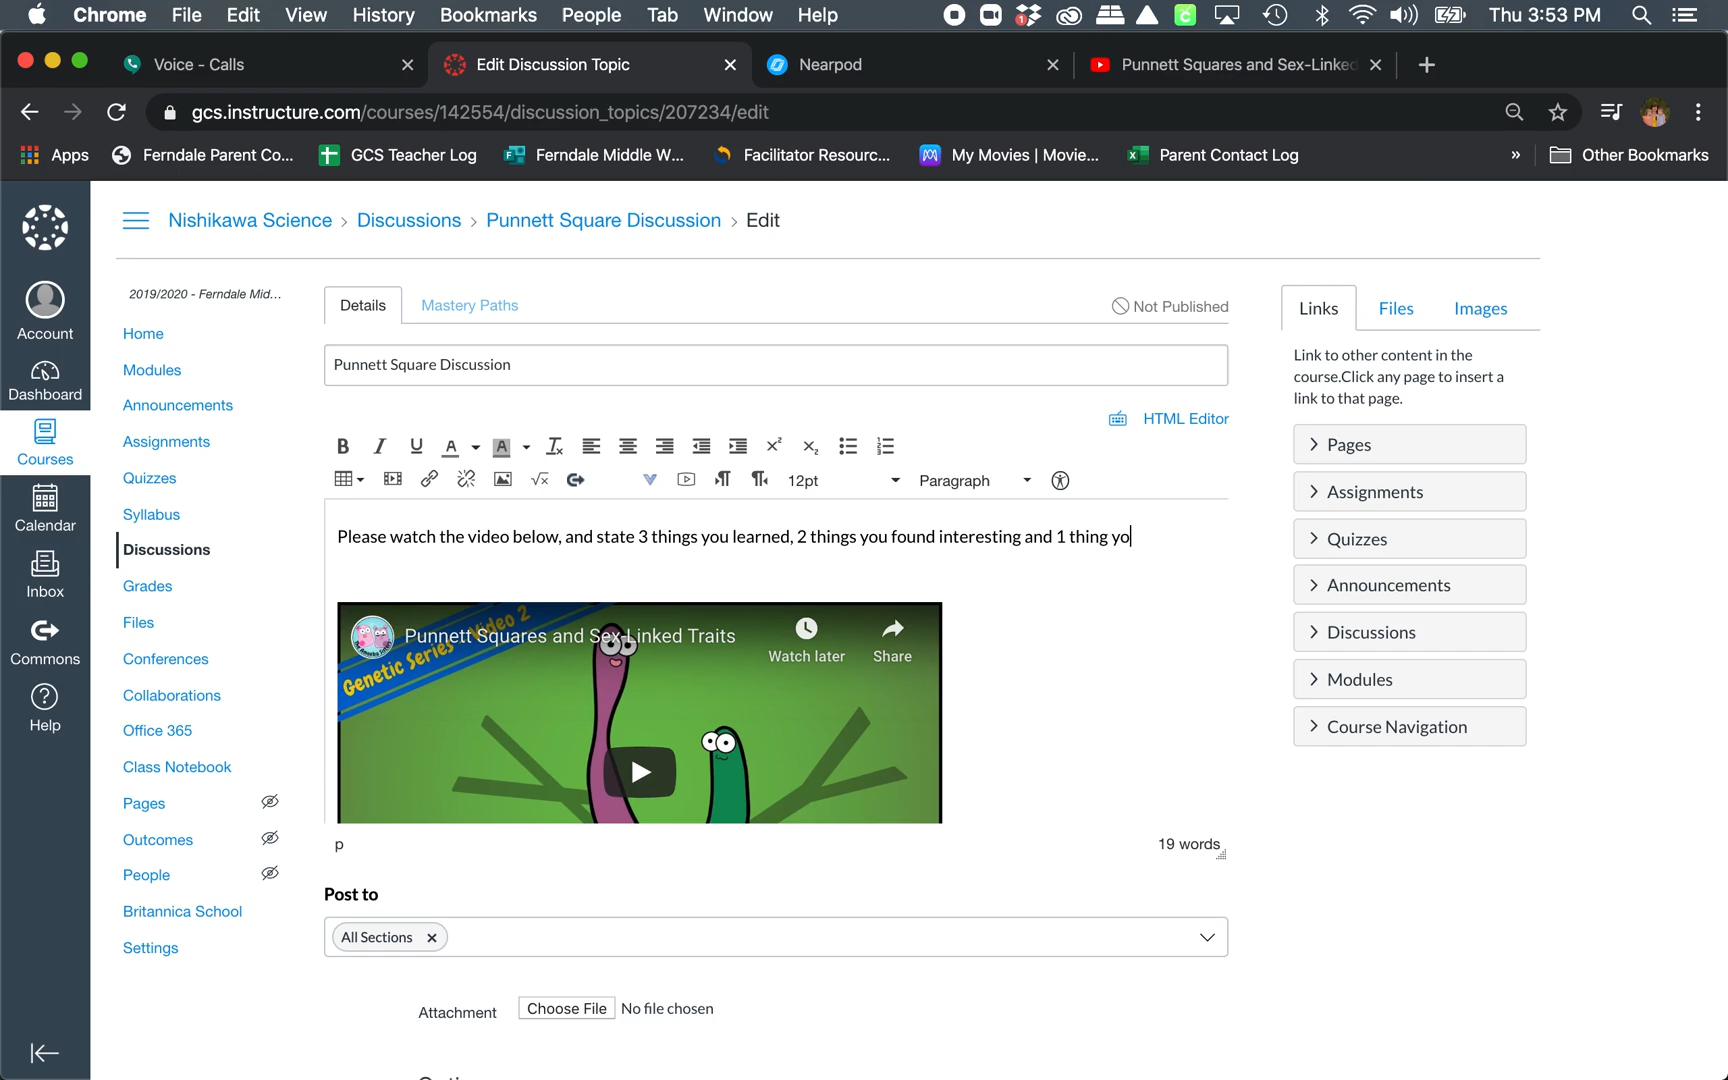 Chrome File Edit View History Bookmarks People Tab Window Help Thu 3:53 PM
Voice - Calls Edit Discussion Topic Nearpod Punnett Squares and Sex-Linked
gcs.instructure.com/courses/142554/discussion_topics/207234/edit
Apps Ferndale Parent Co... GCS Teacher Log Ferndale Middle W... Facilitator Resourc... My Movies | Movie... Parent Contact Log » Other Bookmarks
Nishikawa Science > Discussions > Punnett Square Discussion > Edit
Account
Dashboard
Courses
Calendar
Inbox
Commons
Help
2019/2020 - Ferndale Mid...
Home
Modules
Announcements
Assignments
Quizzes
Syllabus
Discussions
Grades
Files
Conferences
Collaborations
Office 365
Class Notebook
Pages
Outcomes
People
Britannica School
Settings
Details Mastery Paths Not Published
Punnett Square Discussion
HTML Editor
12pt Paragraph
Please watch the video below, and state 3 things you learned, 2 things you found interesting and 1 thing yo
Punnett Squares and Sex-Linked Traits
Watch later Share
Genetic Series Video 2
p 19 words
Post to
All Sections
Attachment Choose File No file chosen
Links Files Images
Link to other content in the
course.Click any page to insert a
link to that page.
Pages
Assignments
Quizzes
Announcements
Discussions
Modules
Course Navigation